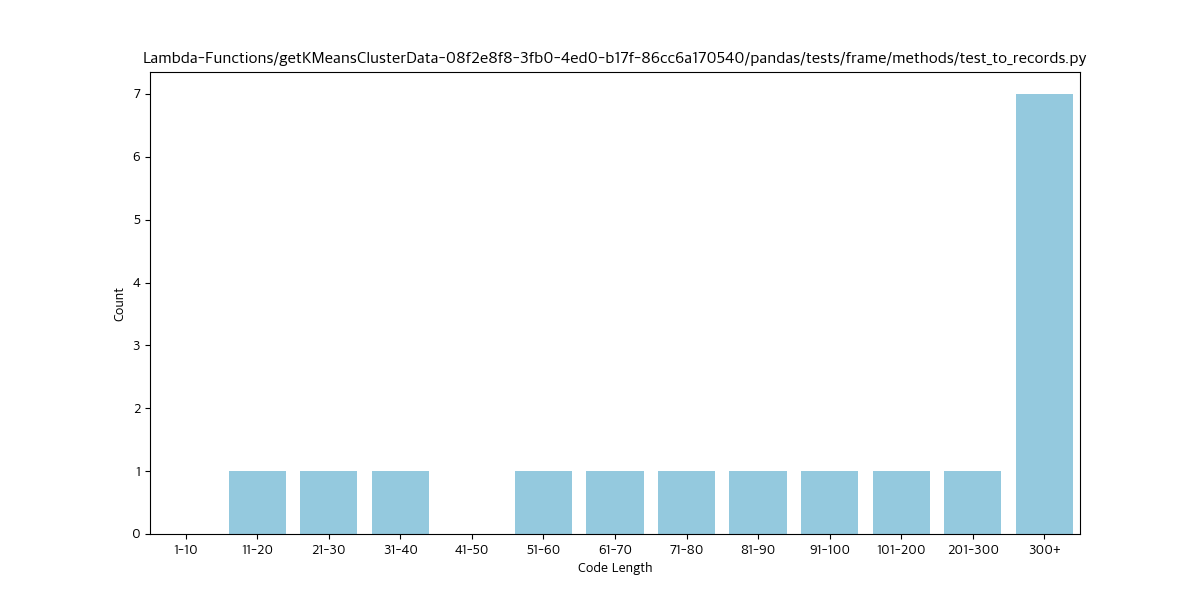 Lambda-Functions/getKMeansClusterData-08f2e8f8-3fb0-4ed0-b17f-86cc6a170540/pandas/tests/frame/methods/test_to_records.py
7
6
5
4
3
2
1
0
Count
1-10 11-20 21-30 31-40 41-50 51-60 61-70 71-80 81-90 91-100 101-200 201-300 300+
Code Length